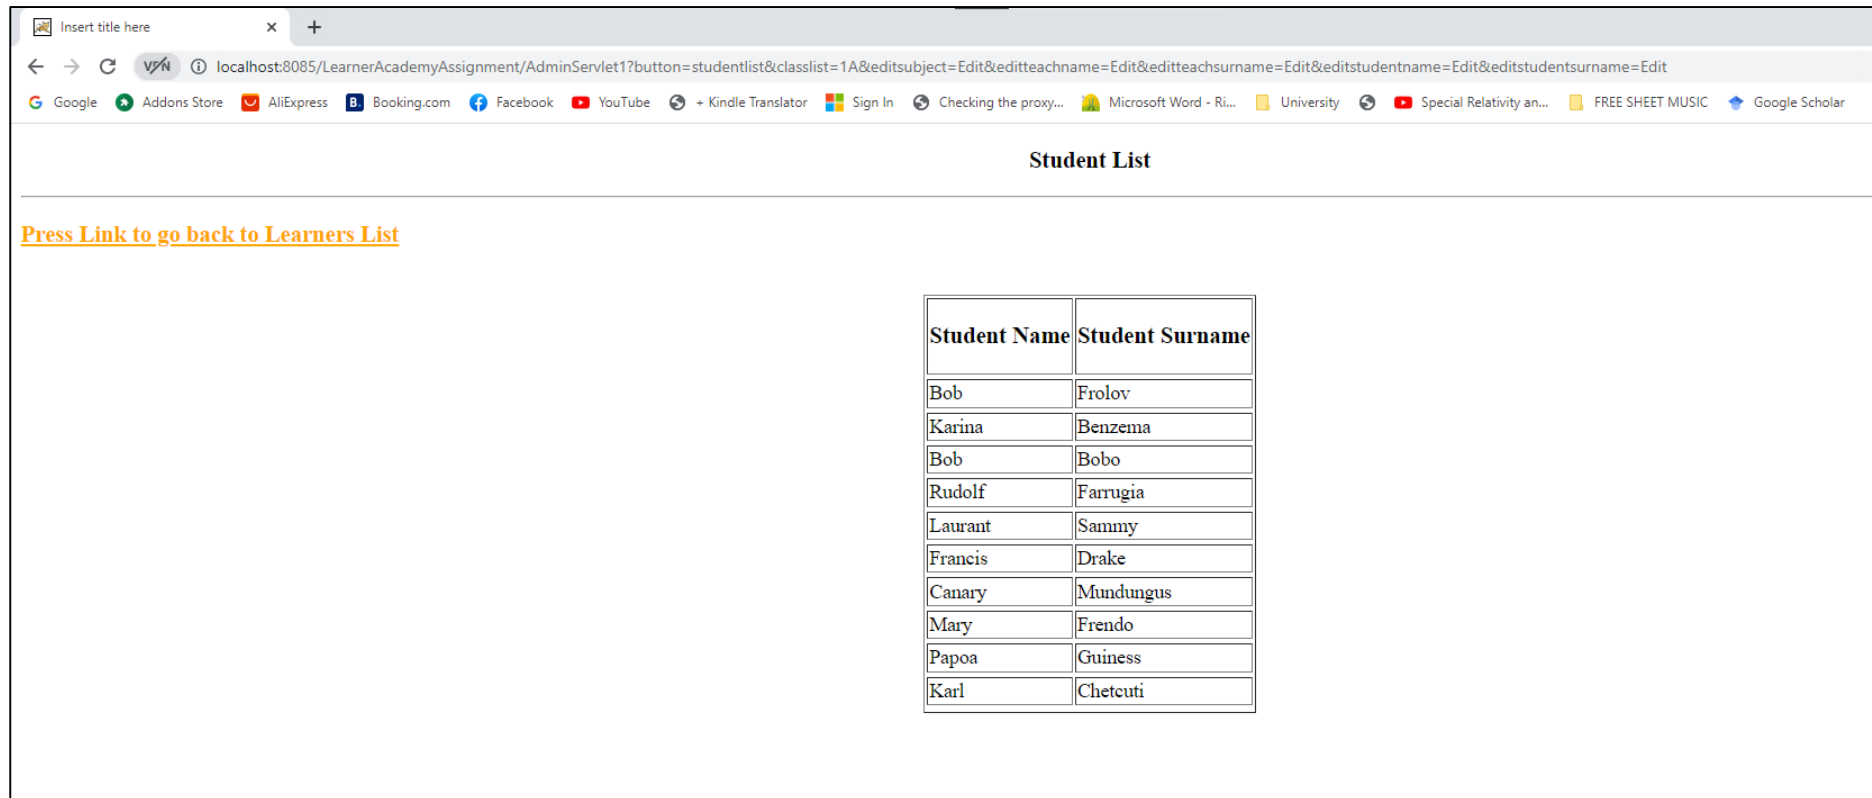 Insert title here
VPN localhost:8085/LearnerAcademyAssignment/AdminServlet1?button=studentlist&classlist=1A&editsubject=Edit&editteachname=Edit&editteachsurname=Edit&editstudentname=Edit&editstudentsurname=Edit
Google Addons Store AliExpress B. Booking.com Facebook YouTube + Kindle Translator Sign In Checking the proxy... Microsoft Word - Ri... University Special Relativity an... FREE SHEET MUSIC Google Scholar
Student List
Press Link to go back to Learners List
Student Name Student Surname
Bob Frolov
Karina Benzema
Bob Bobo
Rudolf Farrugia
Laurant Sammy
Francis Drake
Canary Mundungus
Mary Frendo
Papoa Guiness
Karl Chetcuti